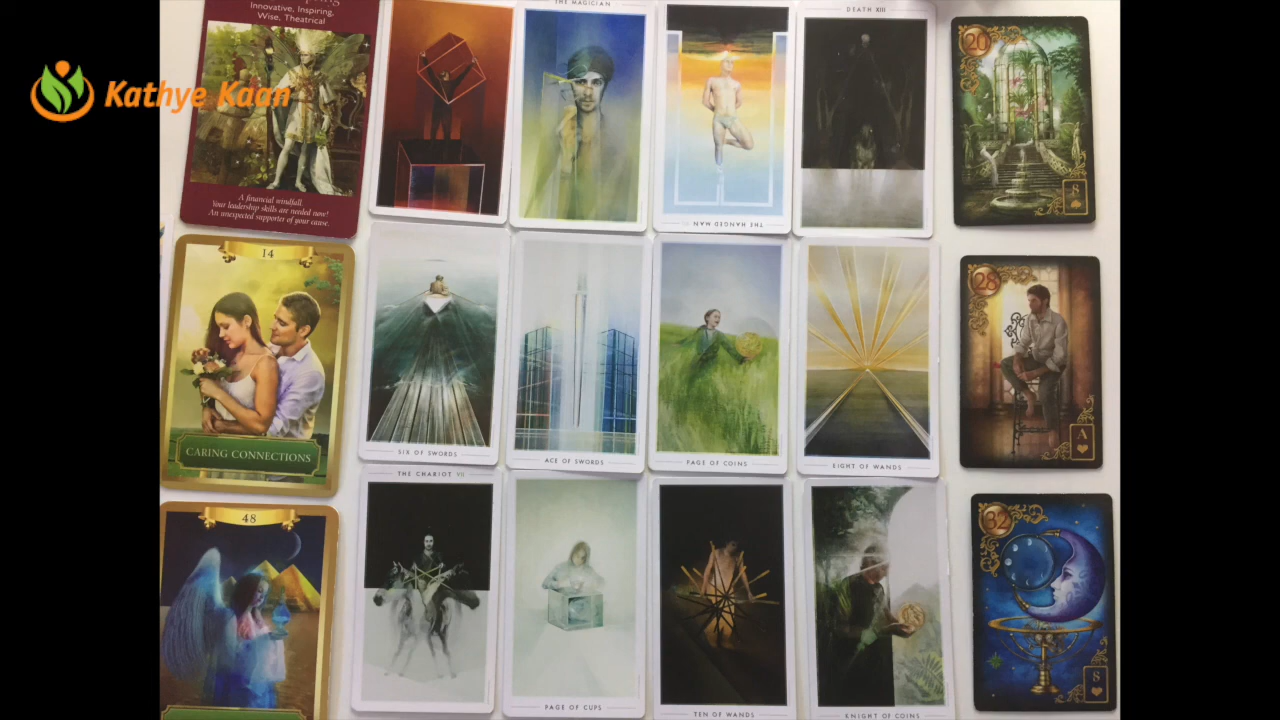 Kathye Kaan
Innovative, Inspiring,
Wise, Theatrical
A financial windfall.
Your leadership skills are needed now!
An unexpected supporter of your cause.
THE MAGICIAN
THE HANGED MAN
DEATH XIII
20
8
14
CARING CONNECTIONS
SIX OF SWORDS
ACE OF SWORDS
PAGE OF COINS
EIGHT OF WANDS
28
A
48
THE CHARIOT VII
PAGE OF CUPS
TEN OF WANDS
KNIGHT OF COINS
32
8